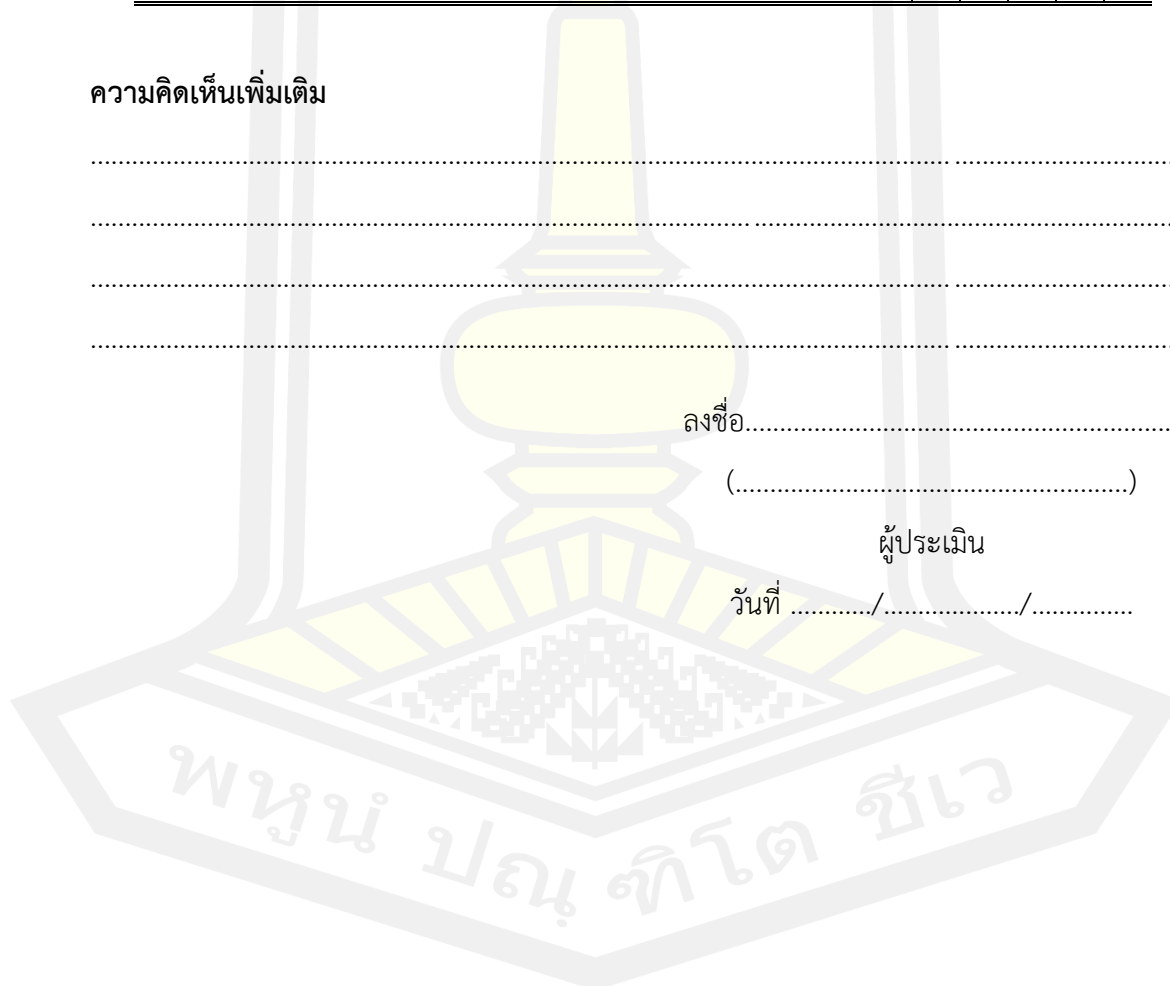 ความคิดเห็นเพิ่มเติม
........................................................................................................................................................
........................................................................................................................................................
........................................................................................................................................................
........................................................................................................................................................
ลงชื่อ.............................................................
(.........................................................)
ผู้ประเมิน
วันที่ ............/..................../...............
พหูนํ ปณฺฑิโต ชีเว